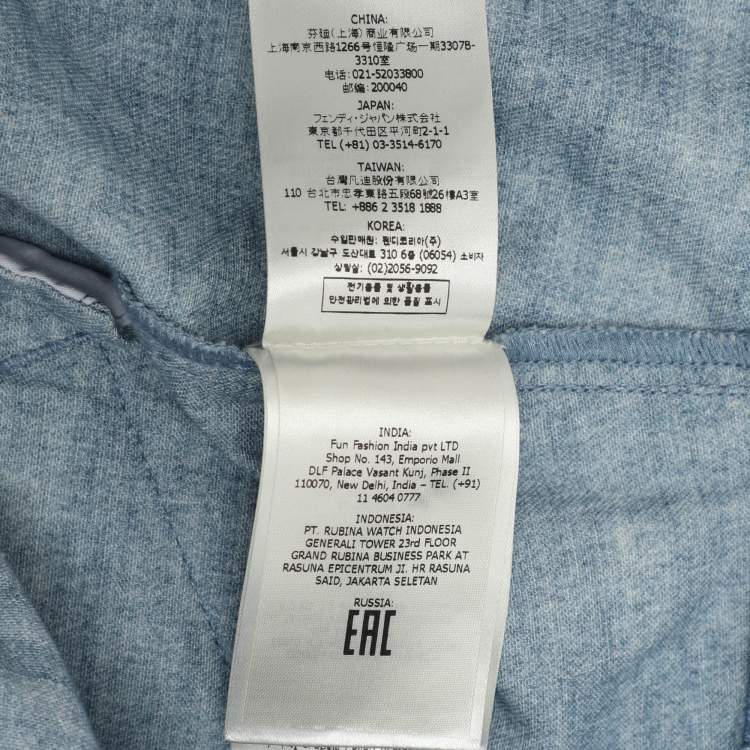 CHINA:
芬迪(上海)商业有限公司
上海南京西路1266号恒隆广场一期3307B-
3310室
电话: 021-52033800
邮编: 200040
JAPAN:
フェンディ・ジャパン株式会社
東京都千代田区平河町2-1-1
TEL (+81) 03-3514-6170
TAIWAN:
台灣凡迪股份有限公司
110 台北市忠孝東路五段68號26樓A3室
TEL: +886 2 3518 1888
KOREA:
수입판매원: 펜디코리아(주)
서울시 강남구 도산대로 310 6층 (06054) 소비자
상담실: (02)2056-9092
전기용품 및 생활용품
안전관리법에 의한 품질 표시
INDIA:
Fun Fashion India pvt LTD
Shop No. 143, Emporio Mall
DLF Palace Vasant Kunj, Phase II
110070, New Delhi, India – TEL. (+91)
11 4604 0777
INDONESIA:
PT. RUBINA WATCH INDONESIA
GENERALI TOWER 23rd FLOOR
GRAND RUBINA BUSINESS PARK AT
RASUNA EPICENTRUM JI. HR RASUNA
SAID, JAKARTA SELETAN
RUSSIA:
EAC